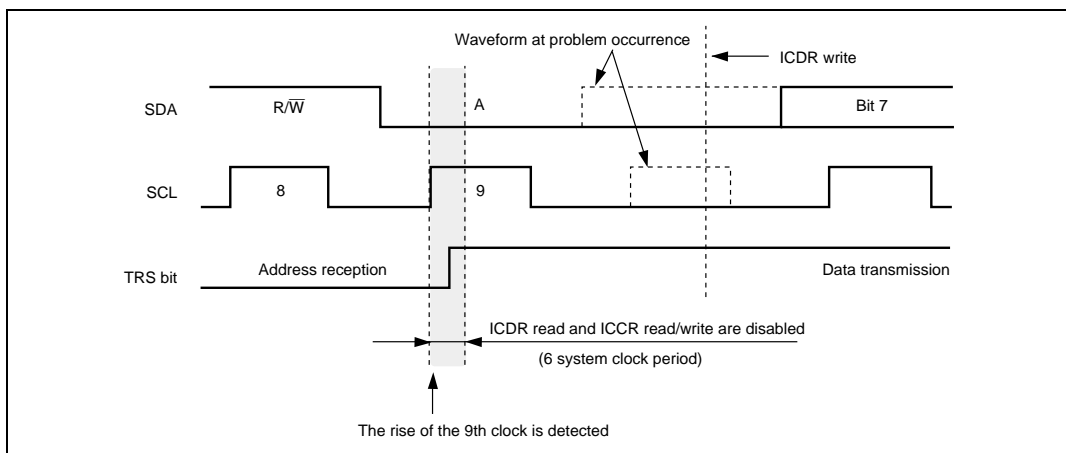 Waveform at problem occurrence
ICDR write
SDA
R/W̅
A
Bit 7
SCL
8
9
TRS bit
Address reception
Data transmission
ICDR read and ICCR read/write are disabled
(6 system clock period)
The rise of the 9th clock is detected